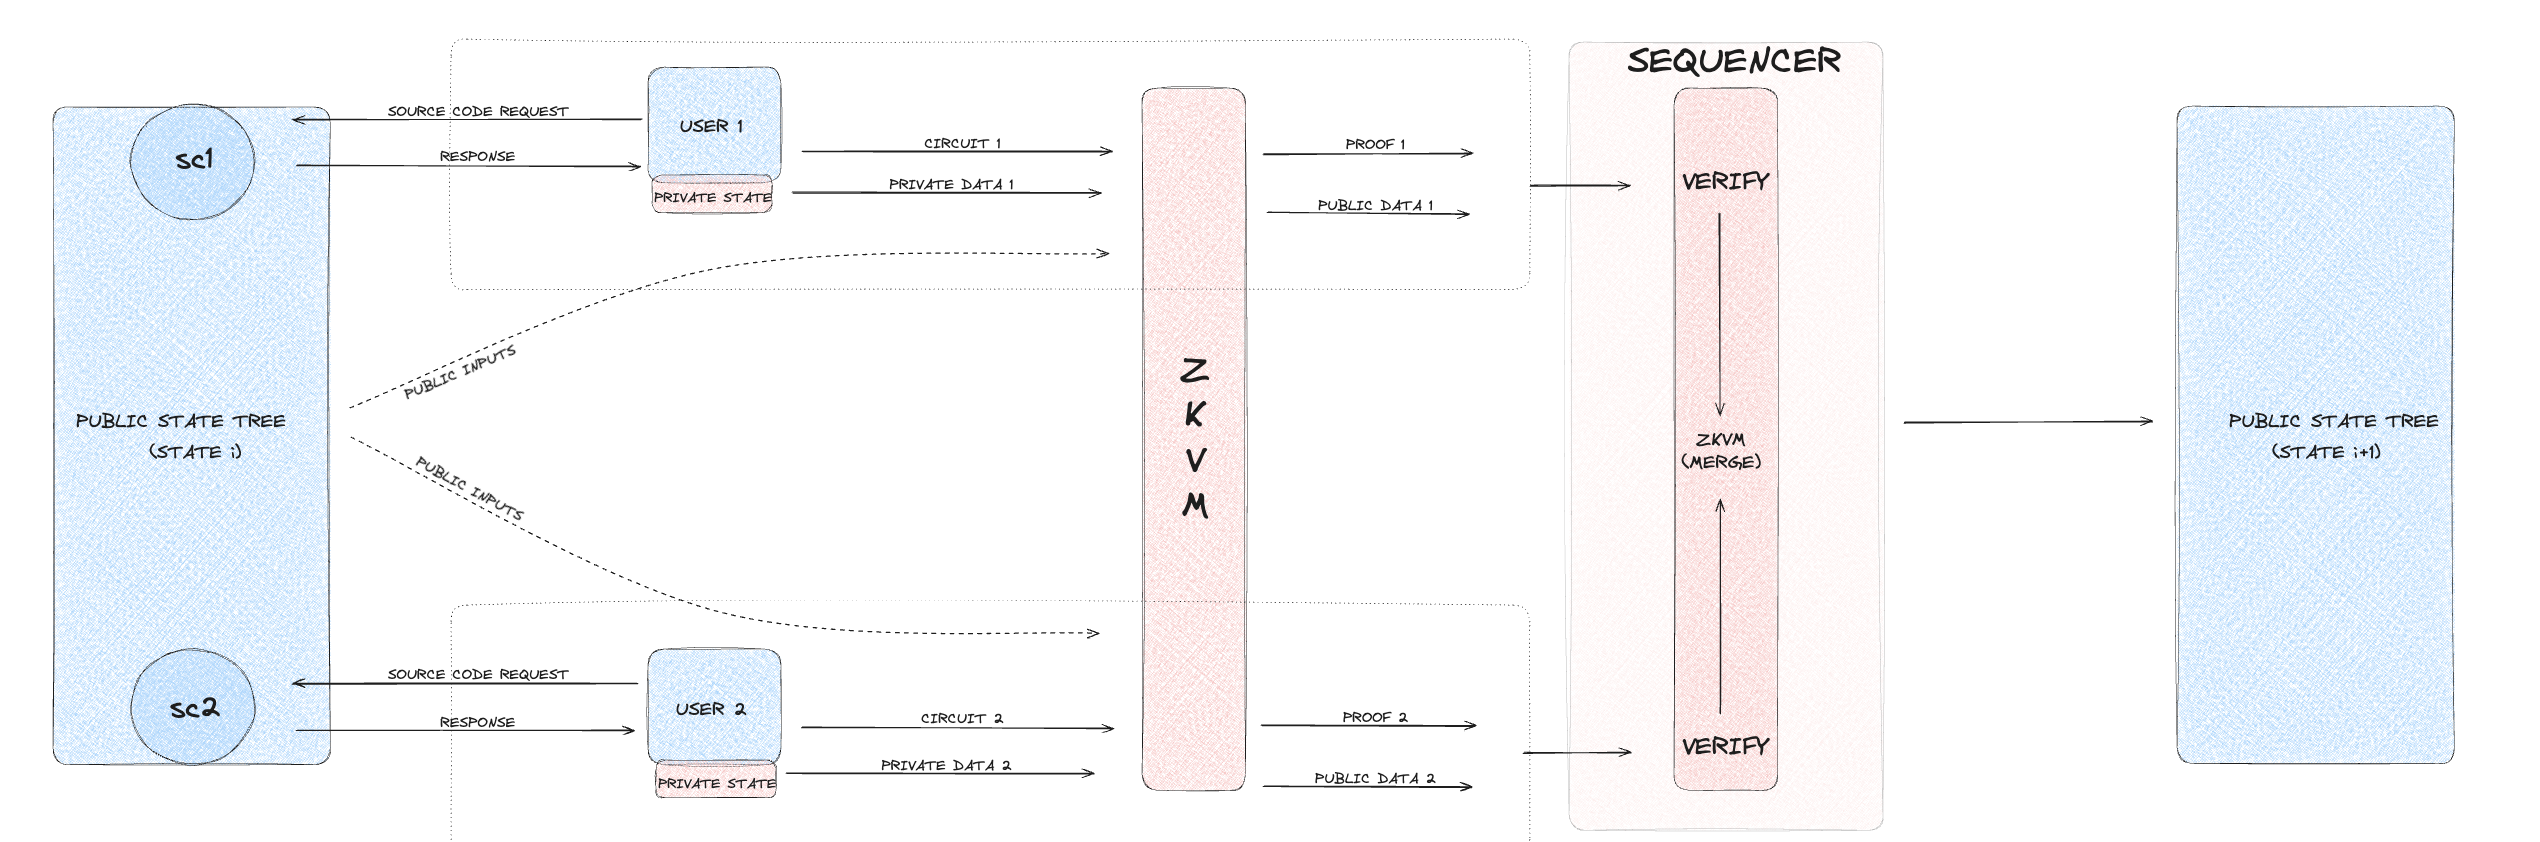 SEQUENCER
SOURCE CODE REQUEST
USER 1
sc1
RESPONSE
PRIVATE STATE
CIRCUIT 1
PRIVATE DATA 1
PROOF 1
PUBLIC DATA 1
VERIFY
PUBLIC INPUTS
Z
K
V
M
PUBLIC STATE TREE
(STATE i)
ZKVM
(MERGE)
PUBLIC STATE TREE
(STATE i+1)
PUBLIC INPUTS
SOURCE CODE REQUEST
sc2
RESPONSE
USER 2
PRIVATE STATE
CIRCUIT 2
PRIVATE DATA 2
PROOF 2
PUBLIC DATA 2
VERIFY